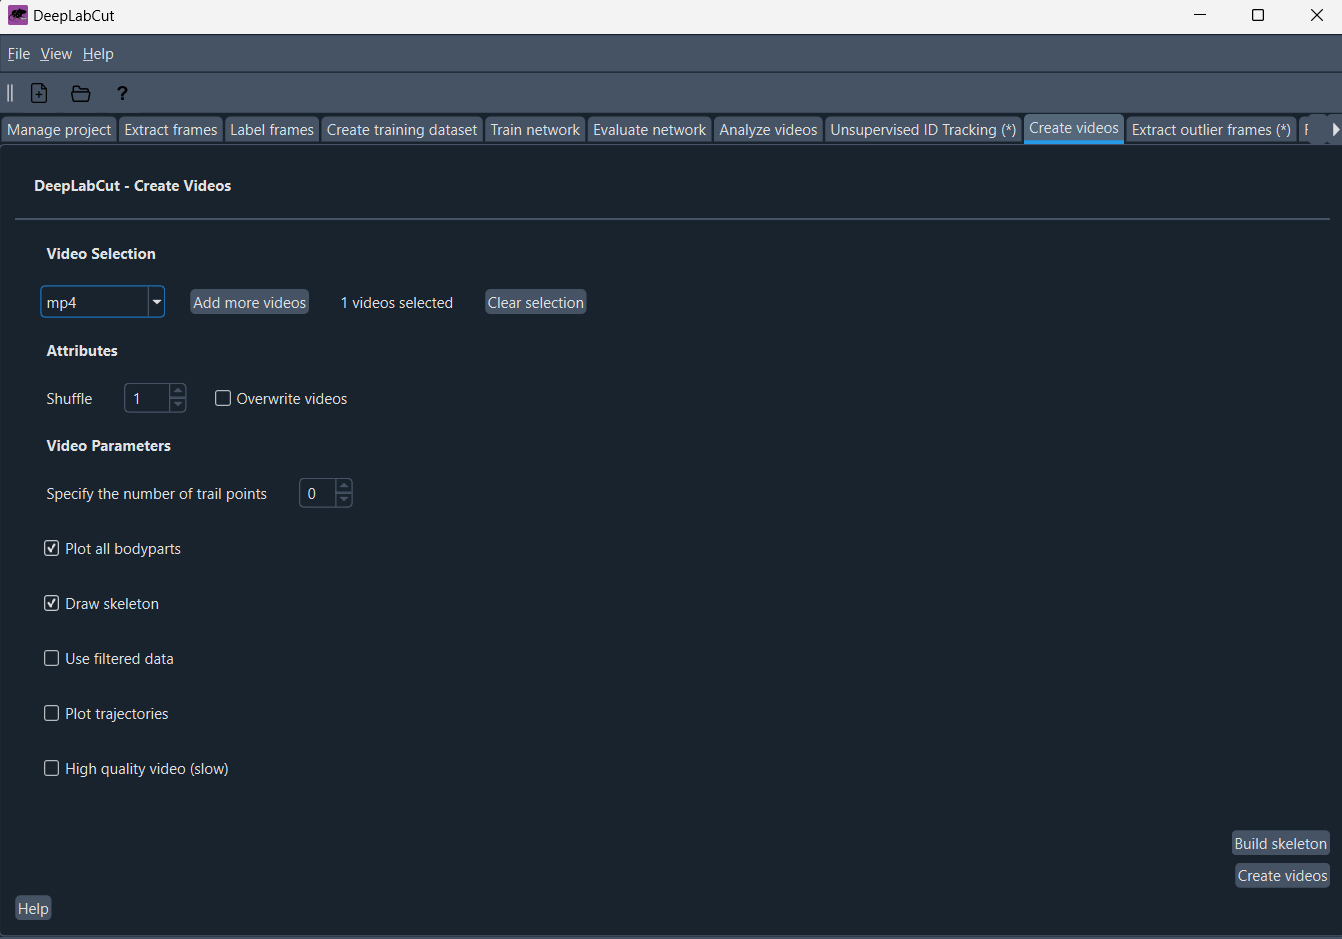 DeepLabCut
File View Help
?
Manage project Extract frames Label frames Create training dataset Train network Evaluate network Analyze videos Unsupervised ID Tracking (*) Create videos Extract outlier frames (*)
DeepLabCut - Create Videos
Video Selection
mp4 Add more videos 1 videos selected Clear selection
Attributes
Shuffle 1 Overwrite videos
Video Parameters
Specify the number of trail points 0
Plot all bodyparts
Draw skeleton
Use filtered data
Plot trajectories
High quality video (slow)
Build skeleton
Create videos
Help